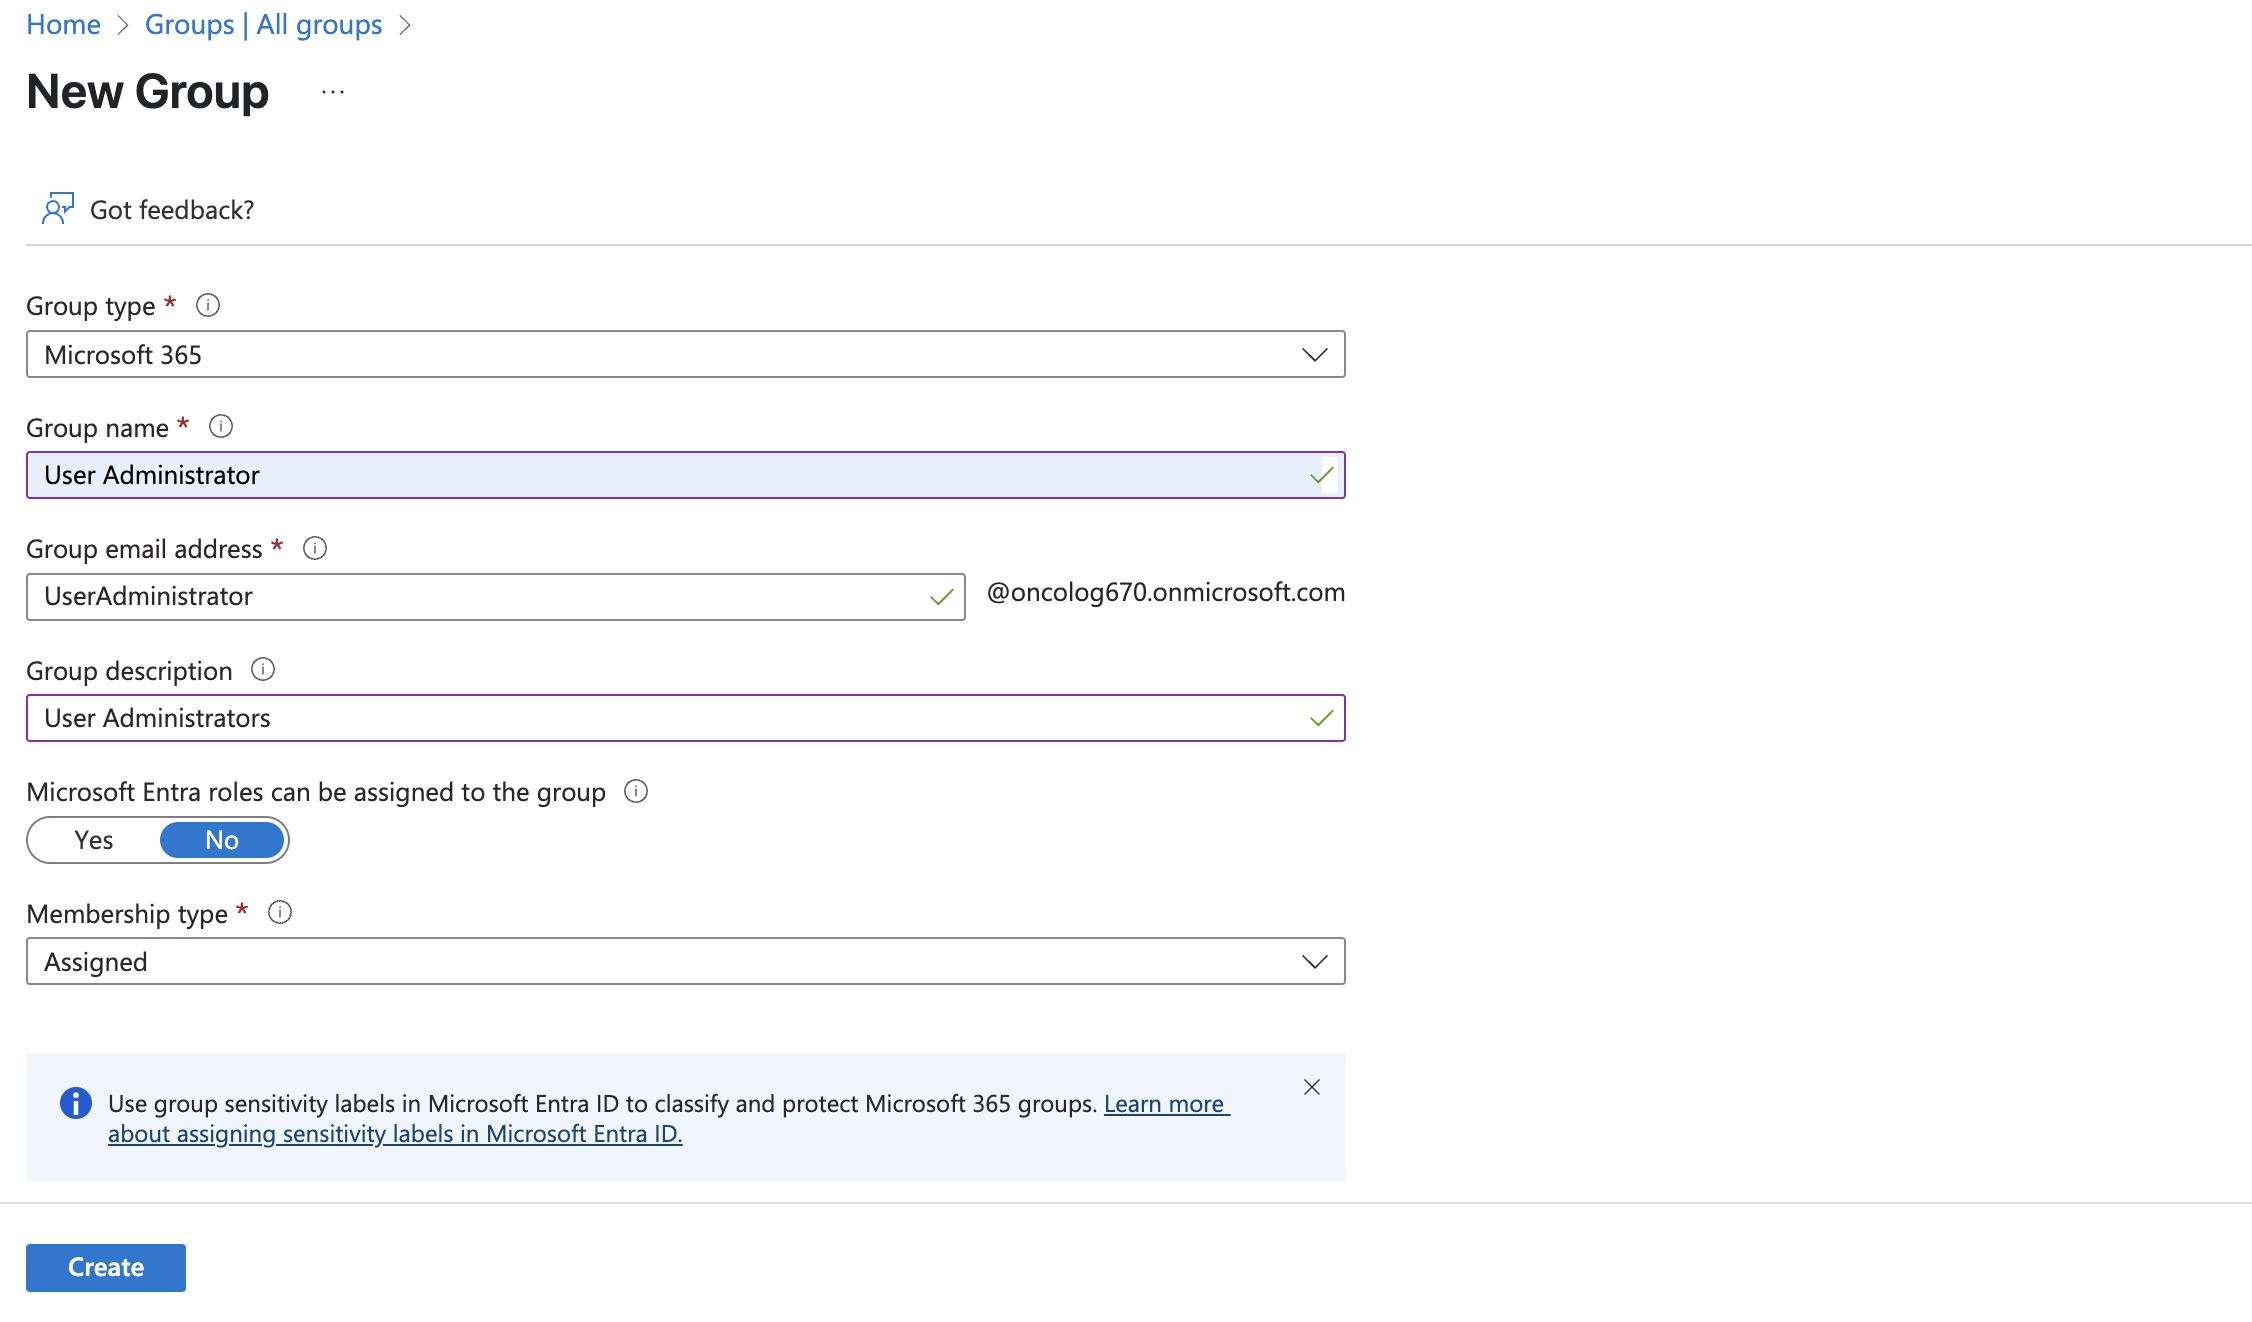 Home > Groups | All groups >
New Group ...
Got feedback?
Group type *
Microsoft 365
Group name *
User Administrator
Group email address *
UserAdministrator @oncolog670.onmicrosoft.com
Group description
User Administrators
Microsoft Entra roles can be assigned to the group
Yes No
Membership type *
Assigned
Use group sensitivity labels in Microsoft Entra ID to classify and protect Microsoft 365 groups. Learn more
about assigning sensitivity labels in Microsoft Entra ID.
Create